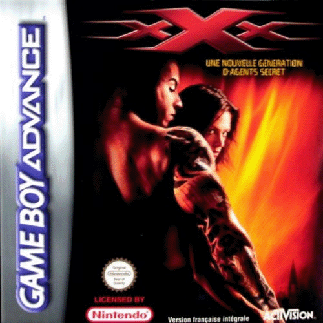 xXx
UNE NOUVELLE GENERATION
D'AGENTS SECRET
GAME BOY ADVANCE
LICENSED BY
Nintendo
Version française intégrale
ACTIVISION